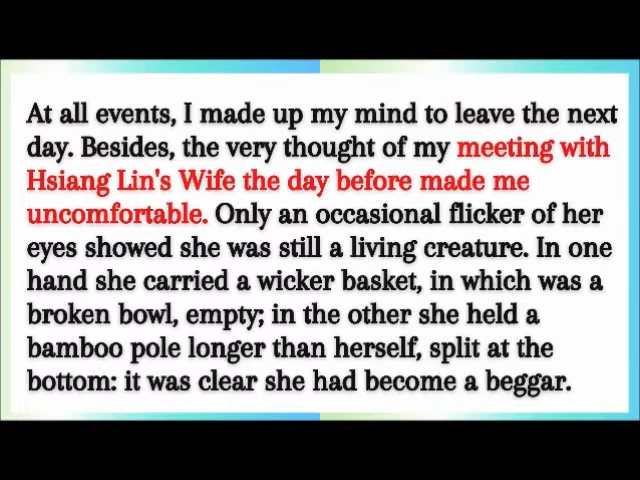 At all events, I made up my mind to leave the next
day. Besides, the very thought of my meeting with
Hsiang Lin's Wife the day before made me
uncomfortable. Only an occasional flicker of her
eyes showed she was still a living creature. In one
hand she carried a wicker basket, in which was a
broken bowl, empty; in the other she held a
bamboo pole longer than herself, split at the
bottom: it was clear she had become a beggar.